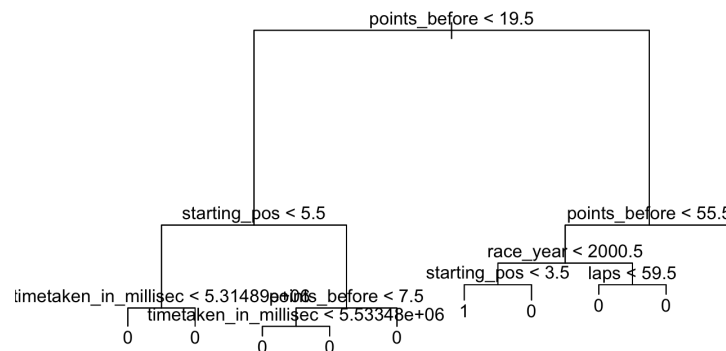 points_before < 19.5
starting_pos < 5.5
points_before < 55.5
race_year < 2000.5
starting_pos < 3.5
laps < 59.5
timetaken_in_millisec < 5.31489e+06
points_before < 7.5
timetaken_in_millisec < 5.53348e+06
1
0
0
0
0
0
0
0
0